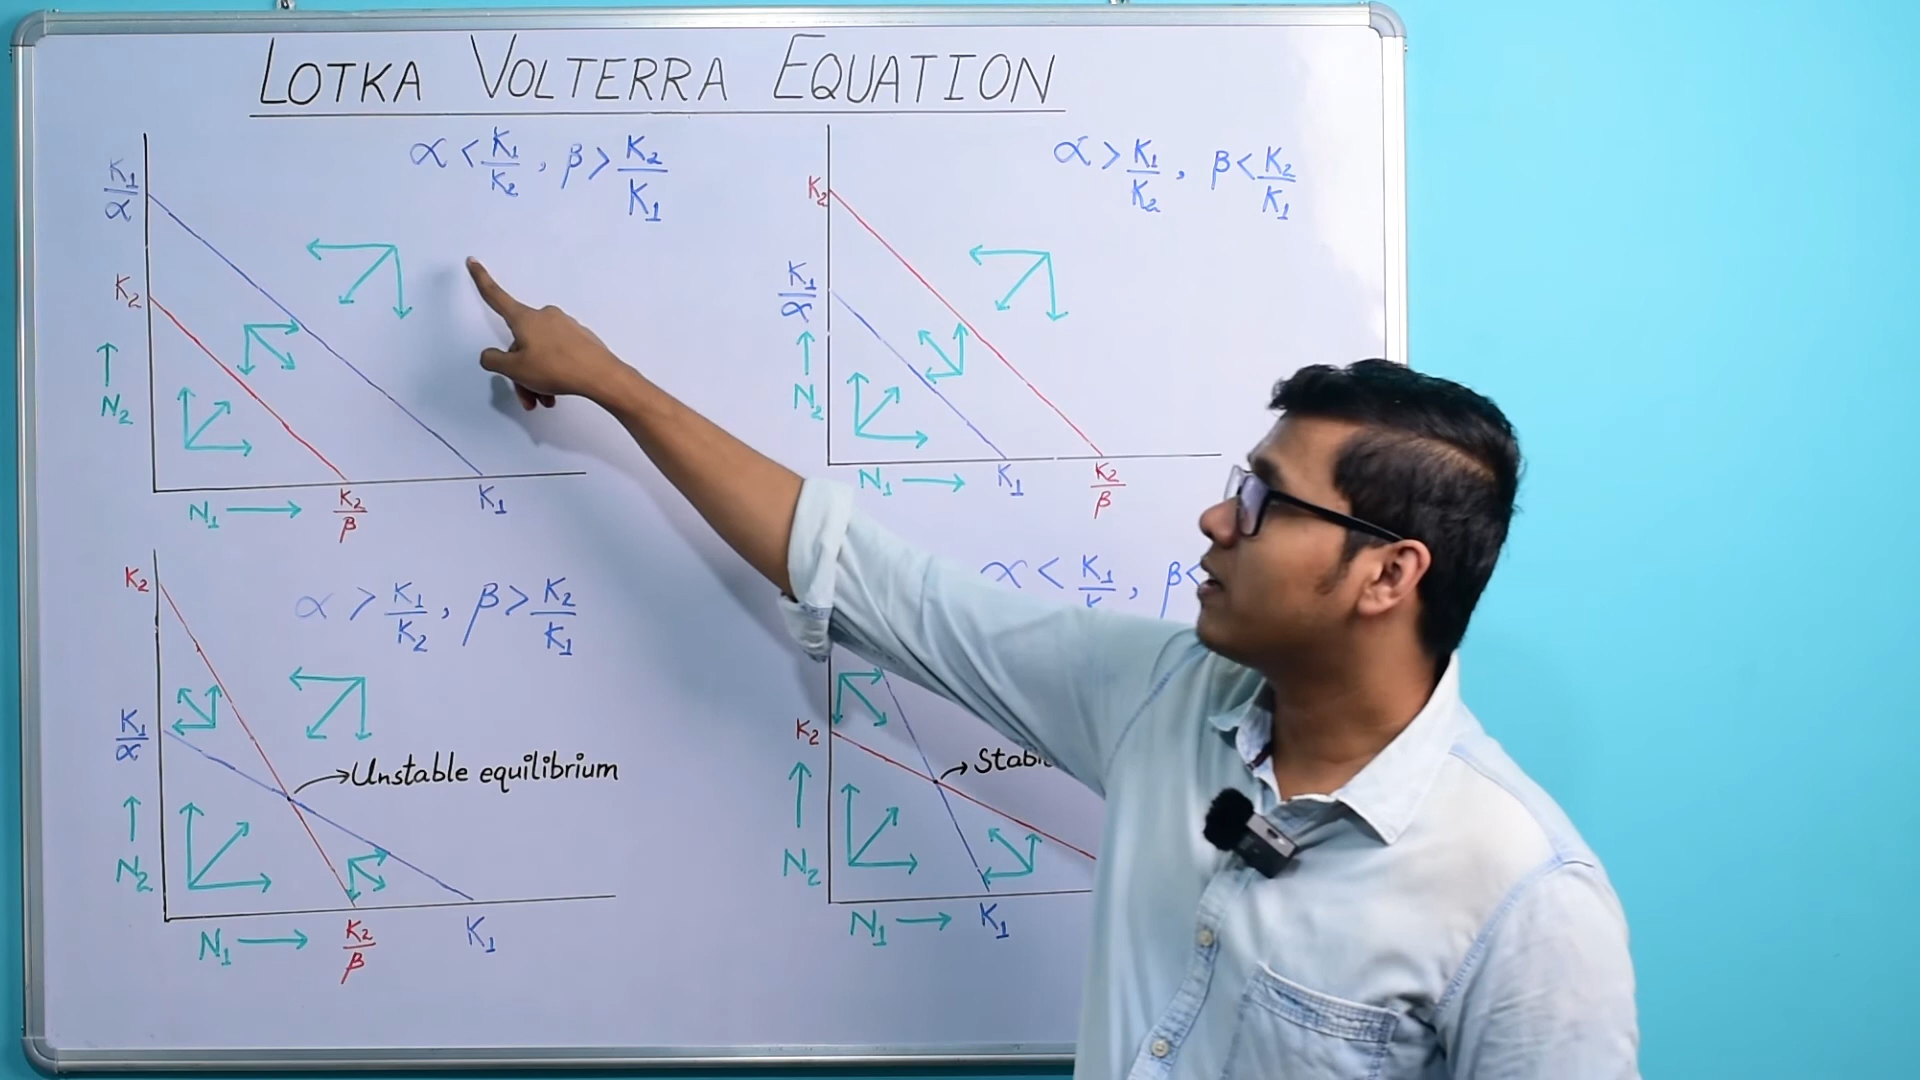 LOTKA VOLTERRA EQUATION
α < K1/K2 , β > K2/K1
K1/α
K2
N2
N1
K2/β
K1
α > K1/K2 , β < K2/K1
K2
K1/α
N2
N1
K1
K2/β
α > K1/K2 , β > K2/K1
K2
K1/α
Unstable equilibrium
N2
N1
K2/β
K1
α < K1/K , β <
K2
N2
N1
K1